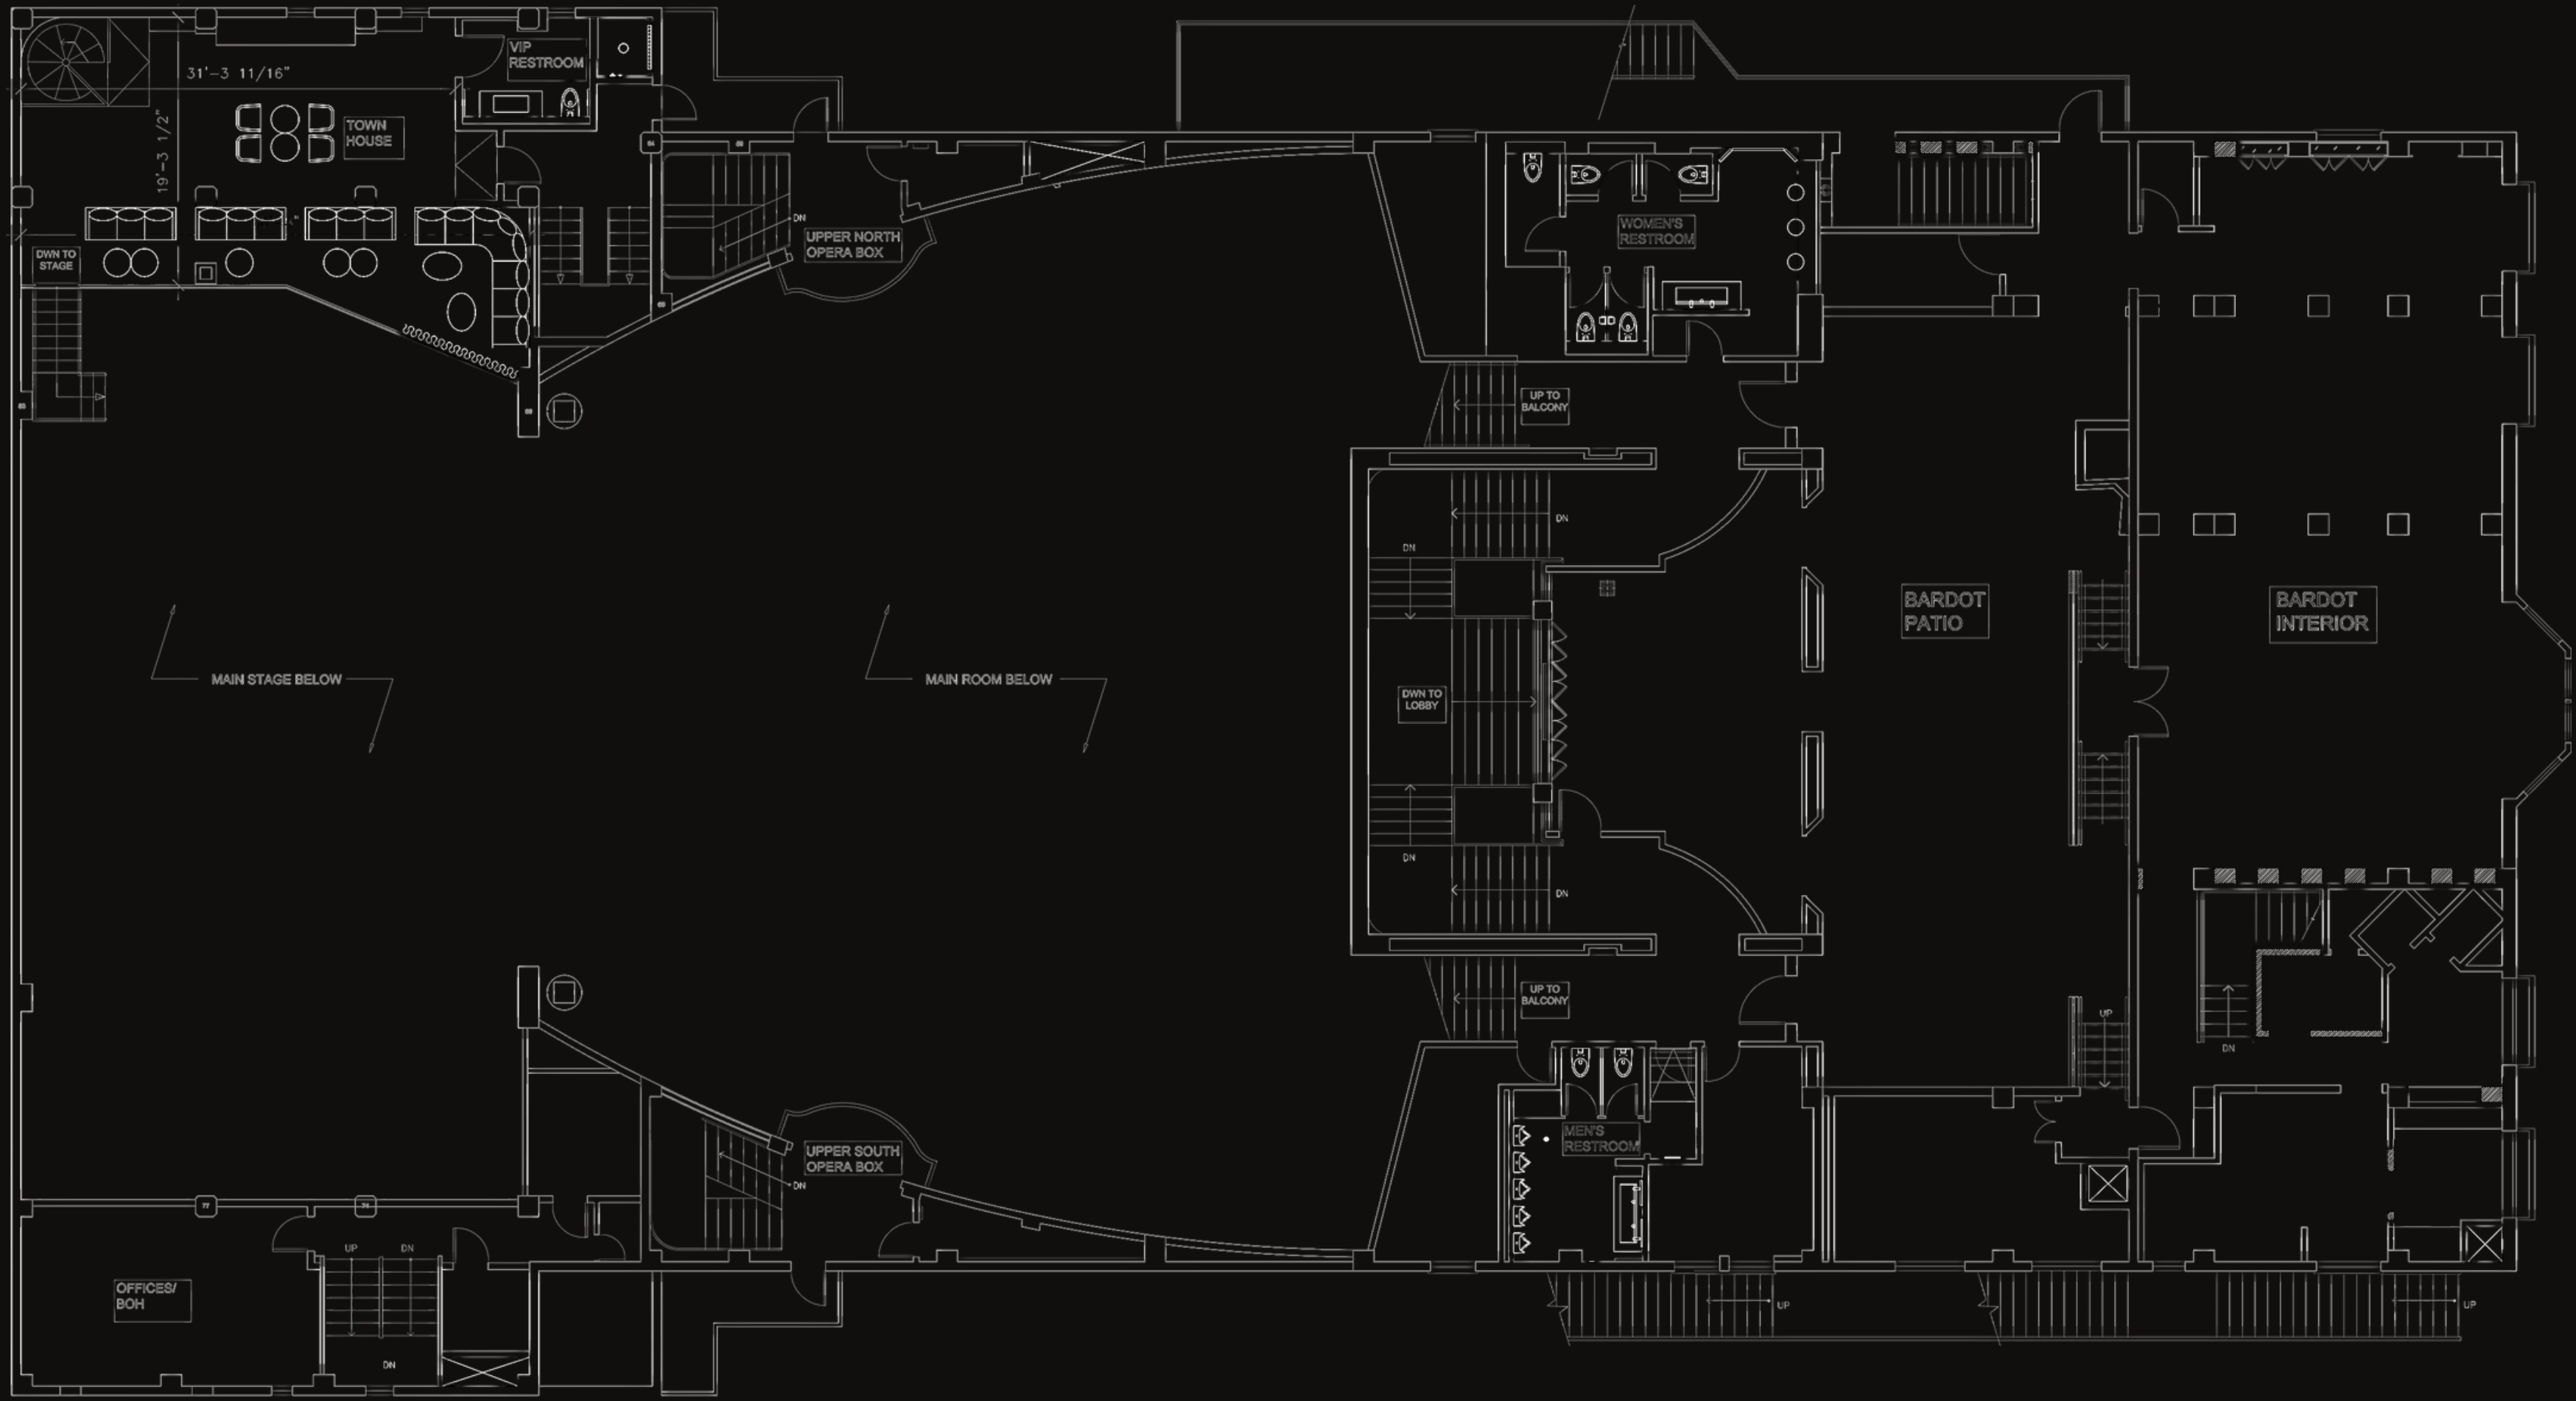 VIP
RESTROOM
31'-3 11/16"
19'-3 1/2"
TOWN
HOUSE
DWN TO
STAGE
DN
UPPER NORTH
OPERA BOX
WOMEN'S
RESTROOM
UP TO
BALCONY
DN
DN
BARDOT
PATIO
BARDOT
INTERIOR
MAIN STAGE BELOW
MAIN ROOM BELOW
DWN TO
LOBBY
DN
DN
UP TO
BALCONY
UP
DN
MEN'S
RESTROOM
UPPER SOUTH
OPERA BOX
DN
77
UP
DN
OFFICES/
BOH
DN
UP
UP